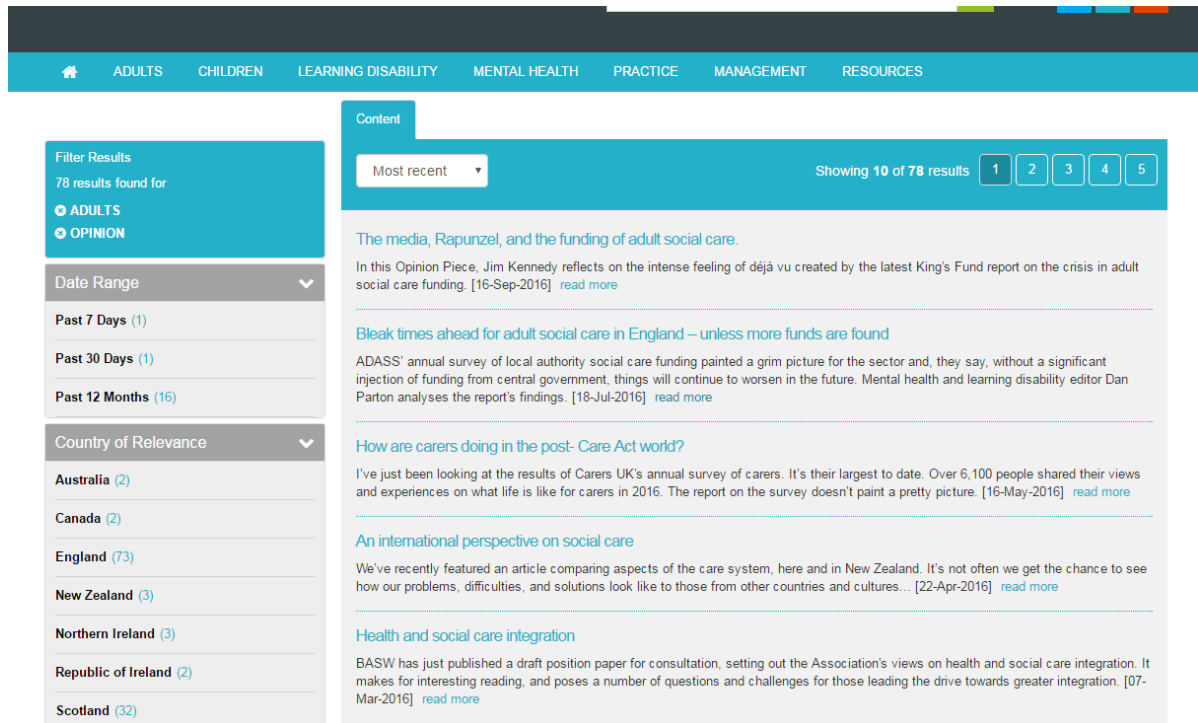 ADULTS CHILDREN LEARNING DISABILITY MENTAL HEALTH PRACTICE MANAGEMENT RESOURCES
Content
Filter Results
78 results found for
ADULTS
OPINION
Most recent
Showing 10 of 78 results 1 2 3 4 5
Date Range
Past 7 Days (1)
Past 30 Days (1)
Past 12 Months (16)
Country of Relevance
Australia (2)
Canada (2)
England (73)
New Zealand (3)
Northern Ireland (3)
Republic of Ireland (2)
Scotland (32)
The media, Rapunzel, and the funding of adult social care.
In this Opinion Piece, Jim Kennedy reflects on the intense feeling of déjà vu created by the latest King's Fund report on the crisis in adult
social care funding. [16-Sep-2016] read more
Bleak times ahead for adult social care in England – unless more funds are found
ADASS' annual survey of local authority social care funding painted a grim picture for the sector and, they say, without a significant
injection of funding from central government, things will continue to worsen in the future. Mental health and learning disability editor Dan
Parton analyses the report's findings. [18-Jul-2016] read more
How are carers doing in the post- Care Act world?
I've just been looking at the results of Carers UK's annual survey of carers. It's their largest to date. Over 6,100 people shared their views
and experiences on what life is like for carers in 2016. The report on the survey doesn't paint a pretty picture. [16-May-2016] read more
An international perspective on social care
We've recently featured an article comparing aspects of the care system, here and in New Zealand. It's not often we get the chance to see
how our problems, difficulties, and solutions look like to those from other countries and cultures... [22-Apr-2016] read more
Health and social care integration
BASW has just published a draft position paper for consultation, setting out the Association's views on health and social care integration. It
makes for interesting reading, and poses a number of questions and challenges for those leading the drive towards greater integration. [07-
Mar-2016] read more